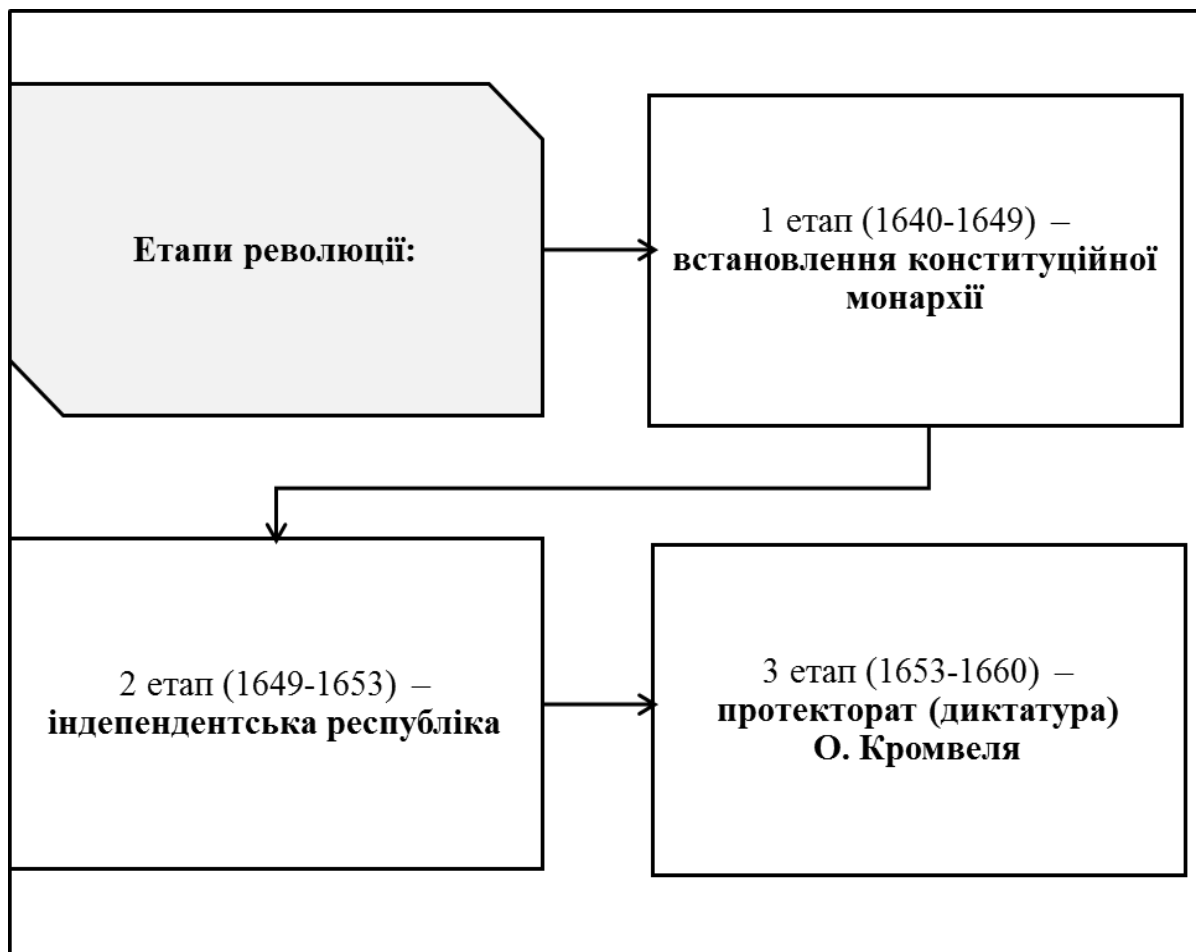 Етапи революції:
1 етап (1640-1649) –
встановлення конституційної
монархії
2 етап (1649-1653) –
індепендентська республіка
3 етап (1653-1660) –
протекторат (диктатура)
О. Кромвеля